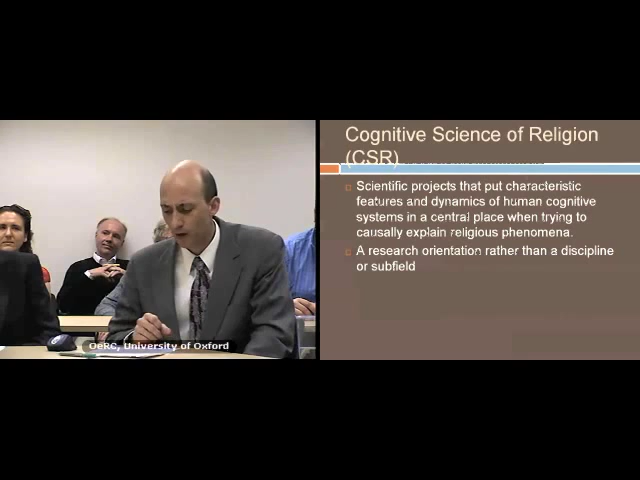 OeRC, University of Oxford
Cognitive Science of Religion
(CSR)
Scientific projects that put characteristic
features and dynamics of human cognitive
systems in a central place when trying to
causally explain religious phenomena.
A research orientation rather than a discipline
or subfield